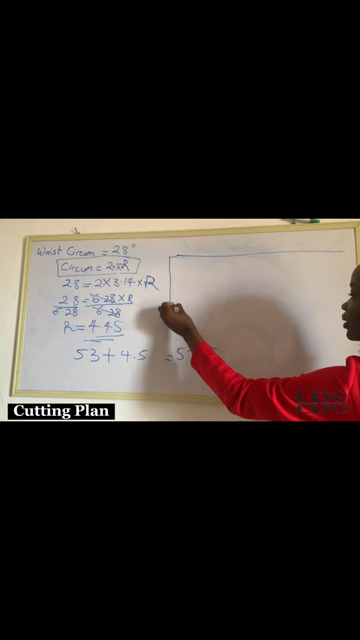 Waist Circum = 28"
Circum = 2πR
28 = 2 X 3.14 x R
28 = 6.28 x R
6.28 6.28
R = 4.45
53 + 4.5 = 57
Cutting Plan